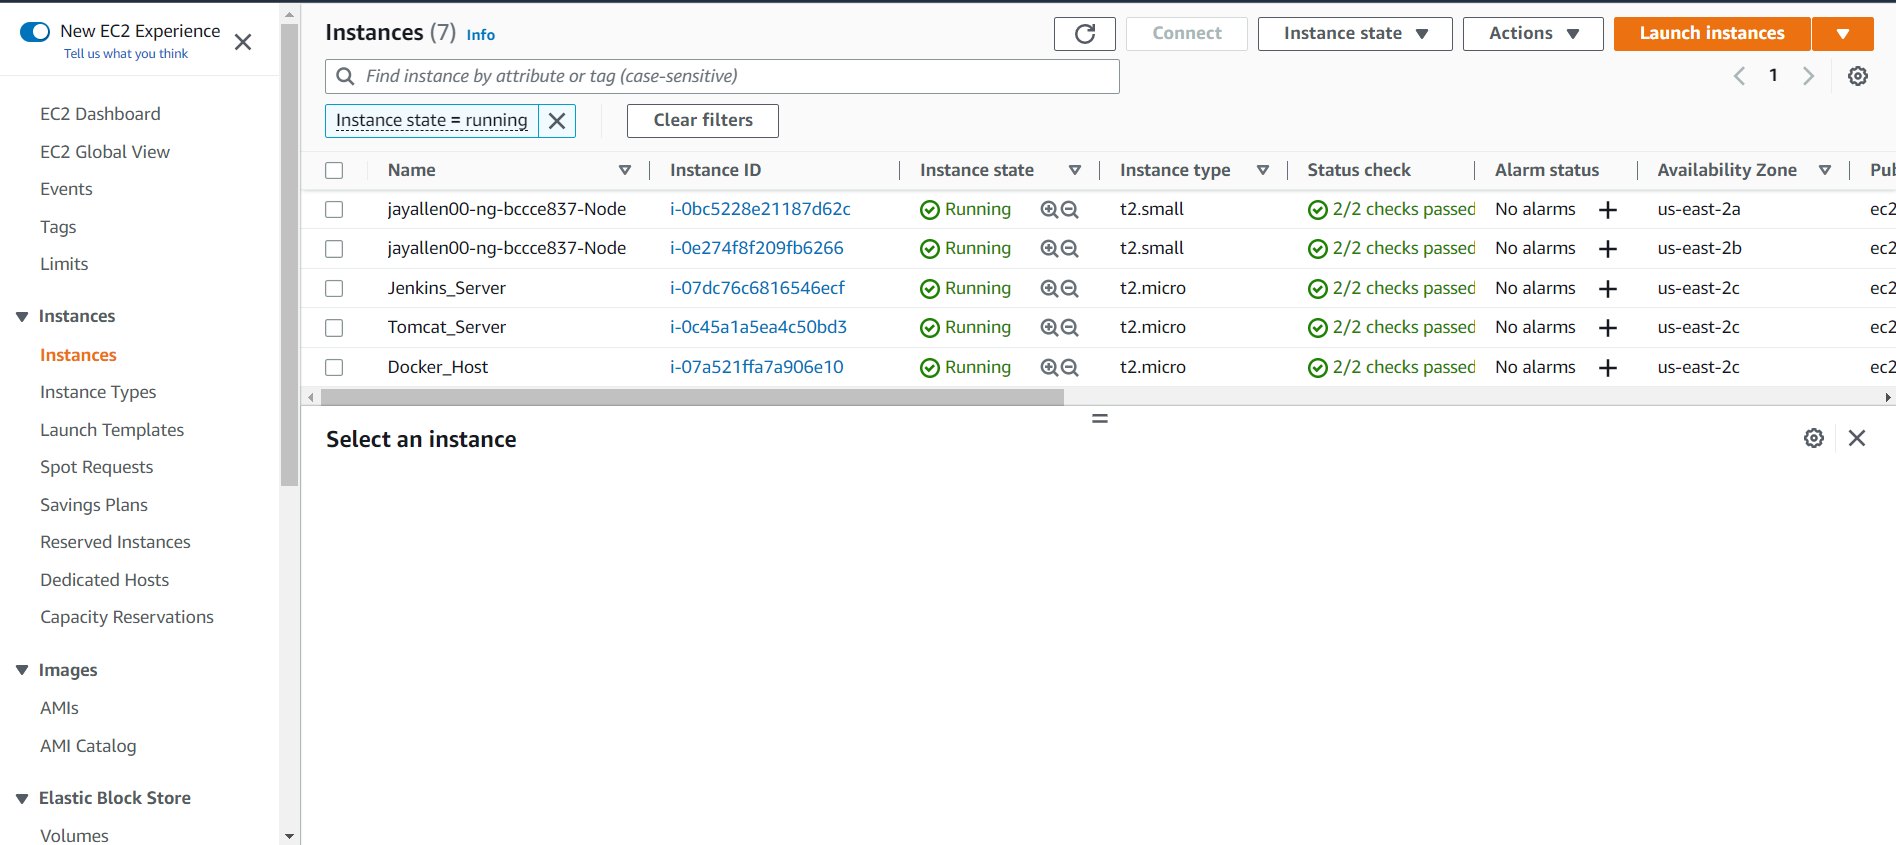 New EC2 Experience
Tell us what you think
EC2 Dashboard
EC2 Global View
Events
Tags
Limits
Instances
Instances
Instance Types
Launch Templates
Spot Requests
Savings Plans
Reserved Instances
Dedicated Hosts
Capacity Reservations
Images
AMIs
AMI Catalog
Elastic Block Store
Volumes
Instances (7) Info
Connect Instance state Actions Launch instances
Find instance by attribute or tag (case-sensitive)
1
Instance state = running Clear filters
Name Instance ID Instance state Instance type Status check Alarm status Availability Zone Pub
jayallen00-ng-bccce837-Node i-0bc5228e21187d62c Running t2.small 2/2 checks passed No alarms us-east-2a ec2
jayallen00-ng-bccce837-Node i-0e274f8f209fb6266 Running t2.small 2/2 checks passed No alarms us-east-2b ec2
Jenkins_Server i-07dc76c6816546ecf Running t2.micro 2/2 checks passed No alarms us-east-2c ec2
Tomcat_Server i-0c45a1a5ea4c50bd3 Running t2.micro 2/2 checks passed No alarms us-east-2c ec2
Docker_Host i-07a521ffa7a906e10 Running t2.micro 2/2 checks passed No alarms us-east-2c ec2
Select an instance